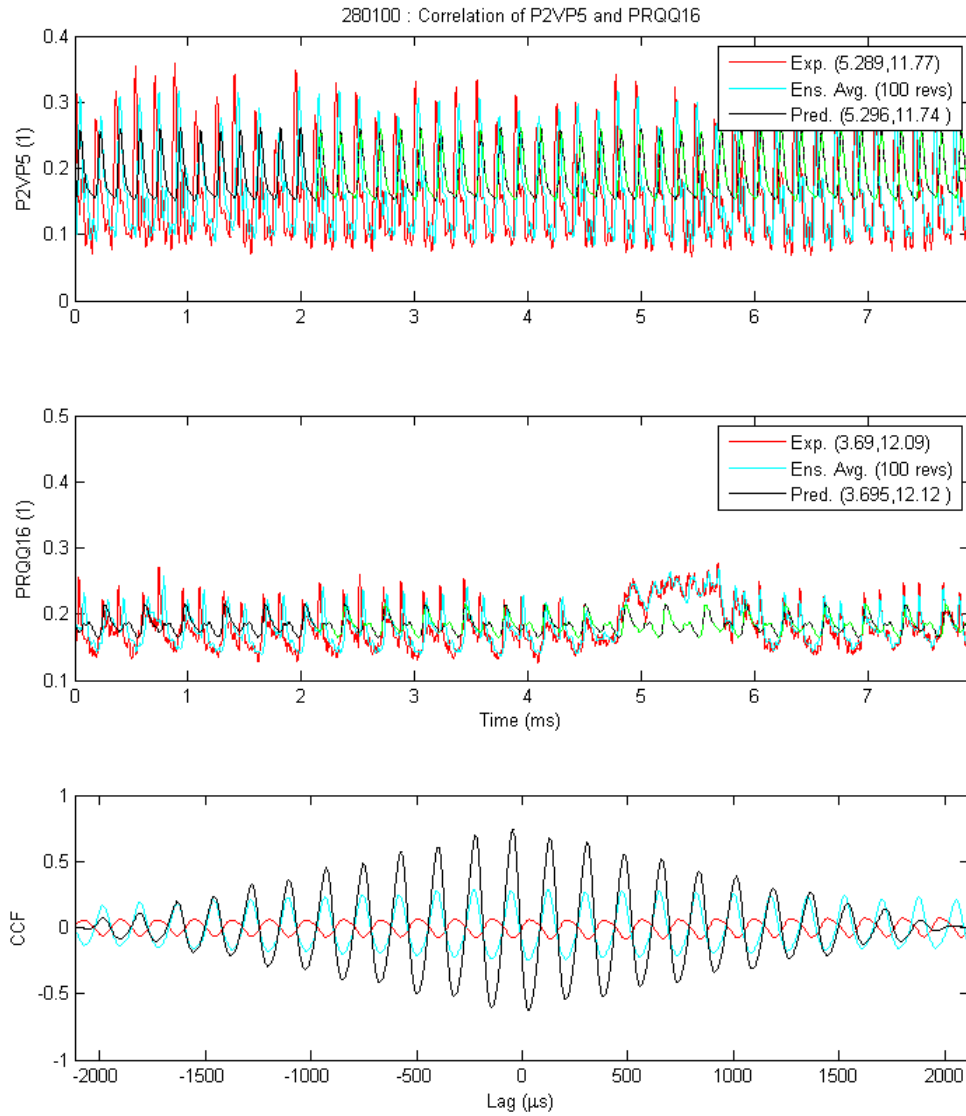 280100 : Correlation of P2VP5 and PRQQ16
0.4
0.3
0.2
0.1
0
P2VP5 (1)
Exp. (5.289,11.77)
Ens. Avg. (100 revs)
Pred. (5.296,11.74 )
0 1 2 3 4 5 6 7
0.5
0.4
0.3
0.2
0.1
PRQQ16 (1)
Exp. (3.69,12.09)
Ens. Avg. (100 revs)
Pred. (3.695,12.12 )
0 1 2 3 4 5 6 7
Time (ms)
1
0.5
0
-0.5
-1
CCF
-2000 -1500 -1000 -500 0 500 1000 1500 2000
Lag (μs)